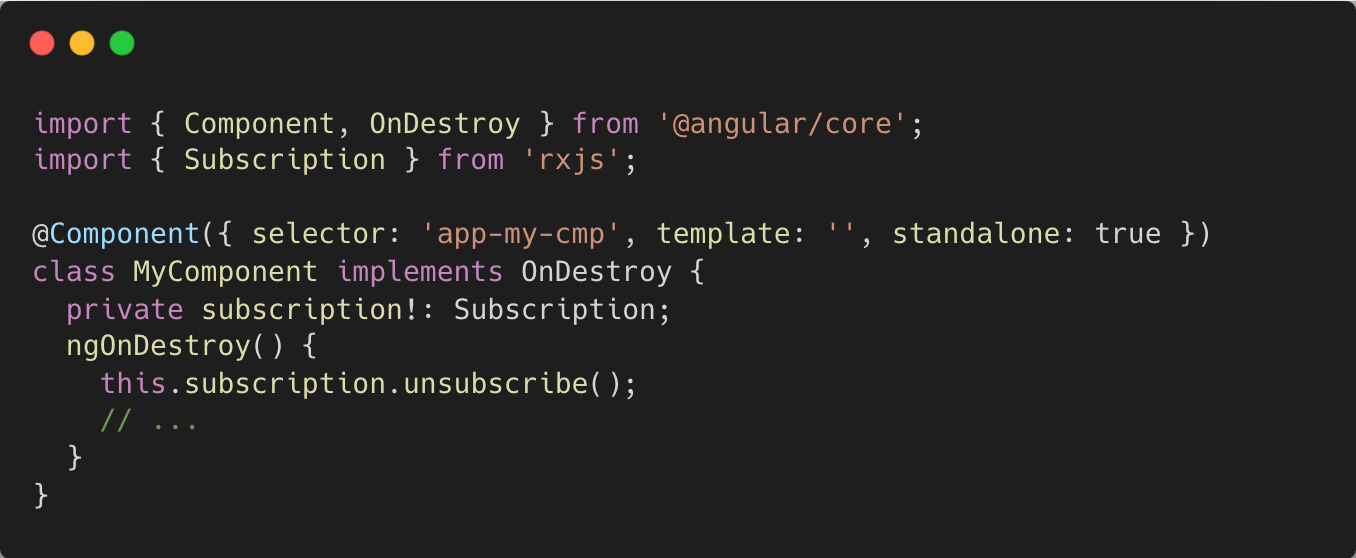 import { Component, OnDestroy } from '@angular/core';
import { Subscription } from 'rxjs';

@Component({ selector: 'app-my-cmp', template: '', standalone: true })
class MyComponent implements OnDestroy {
  private subscription!: Subscription;
  ngOnDestroy() {
    this.subscription.unsubscribe();
    // ...
  }
}